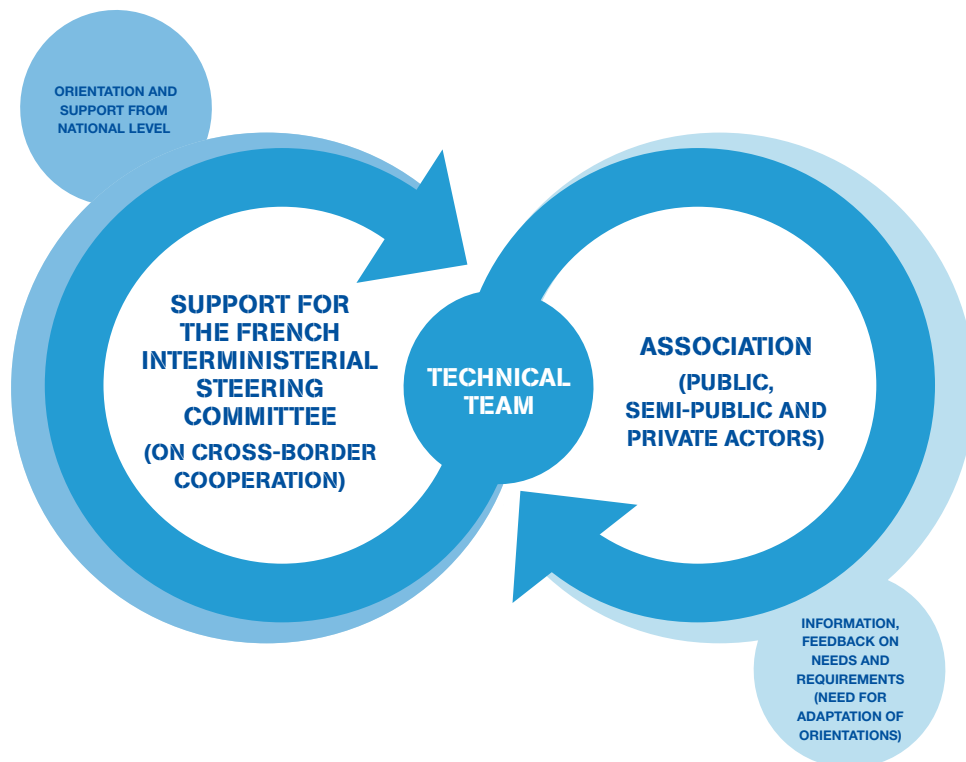 ORIENTATION AND
SUPPORT FROM
NATIONAL LEVEL
SUPPORT FOR
THE FRENCH
INTERMINISTERIAL
STEERING
COMMITTEE
(ON CROSS-BORDER
COOPERATION)
TECHNICAL
TEAM
ASSOCIATION
(PUBLIC,
SEMI-PUBLIC AND
PRIVATE ACTORS)
INFORMATION,
FEEDBACK ON
NEEDS AND
REQUIREMENTS
(NEED FOR
ADAPTATION OF
ORIENTATIONS)